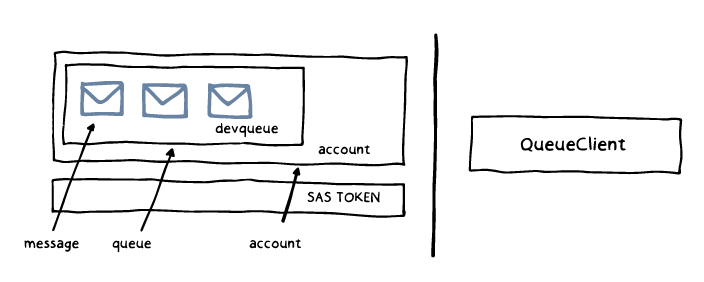 devqueue
account
QueueClient
SAS TOKEN
message
queue
account